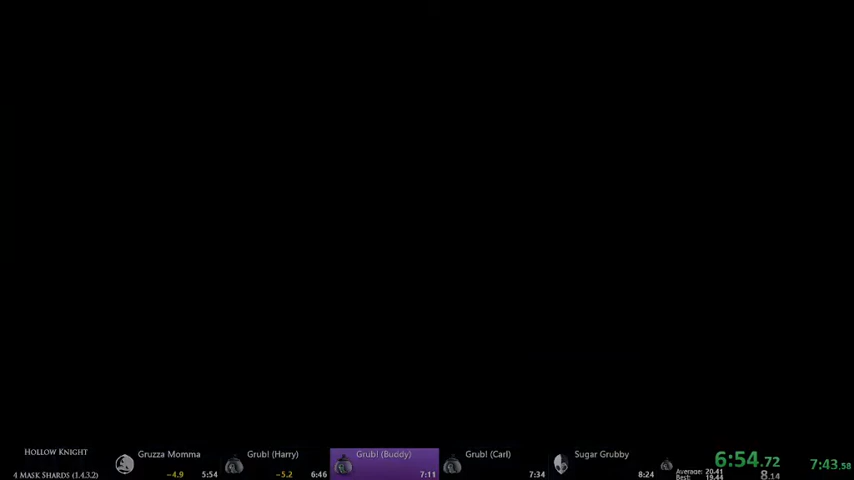 HOLLOW KNIGHT
4 MASK SHARDS (1.4.3.2)
Gruzza Momma
-4.9 5:54
Grub! (Harry)
-5.2 6:46
Grub! (Buddy)
7:11
Grub! (Carl)
7:34
Sugar Grubby
8:24
Average: 20.41
Best: 19.44
6:54.72
8.14
7:43.58